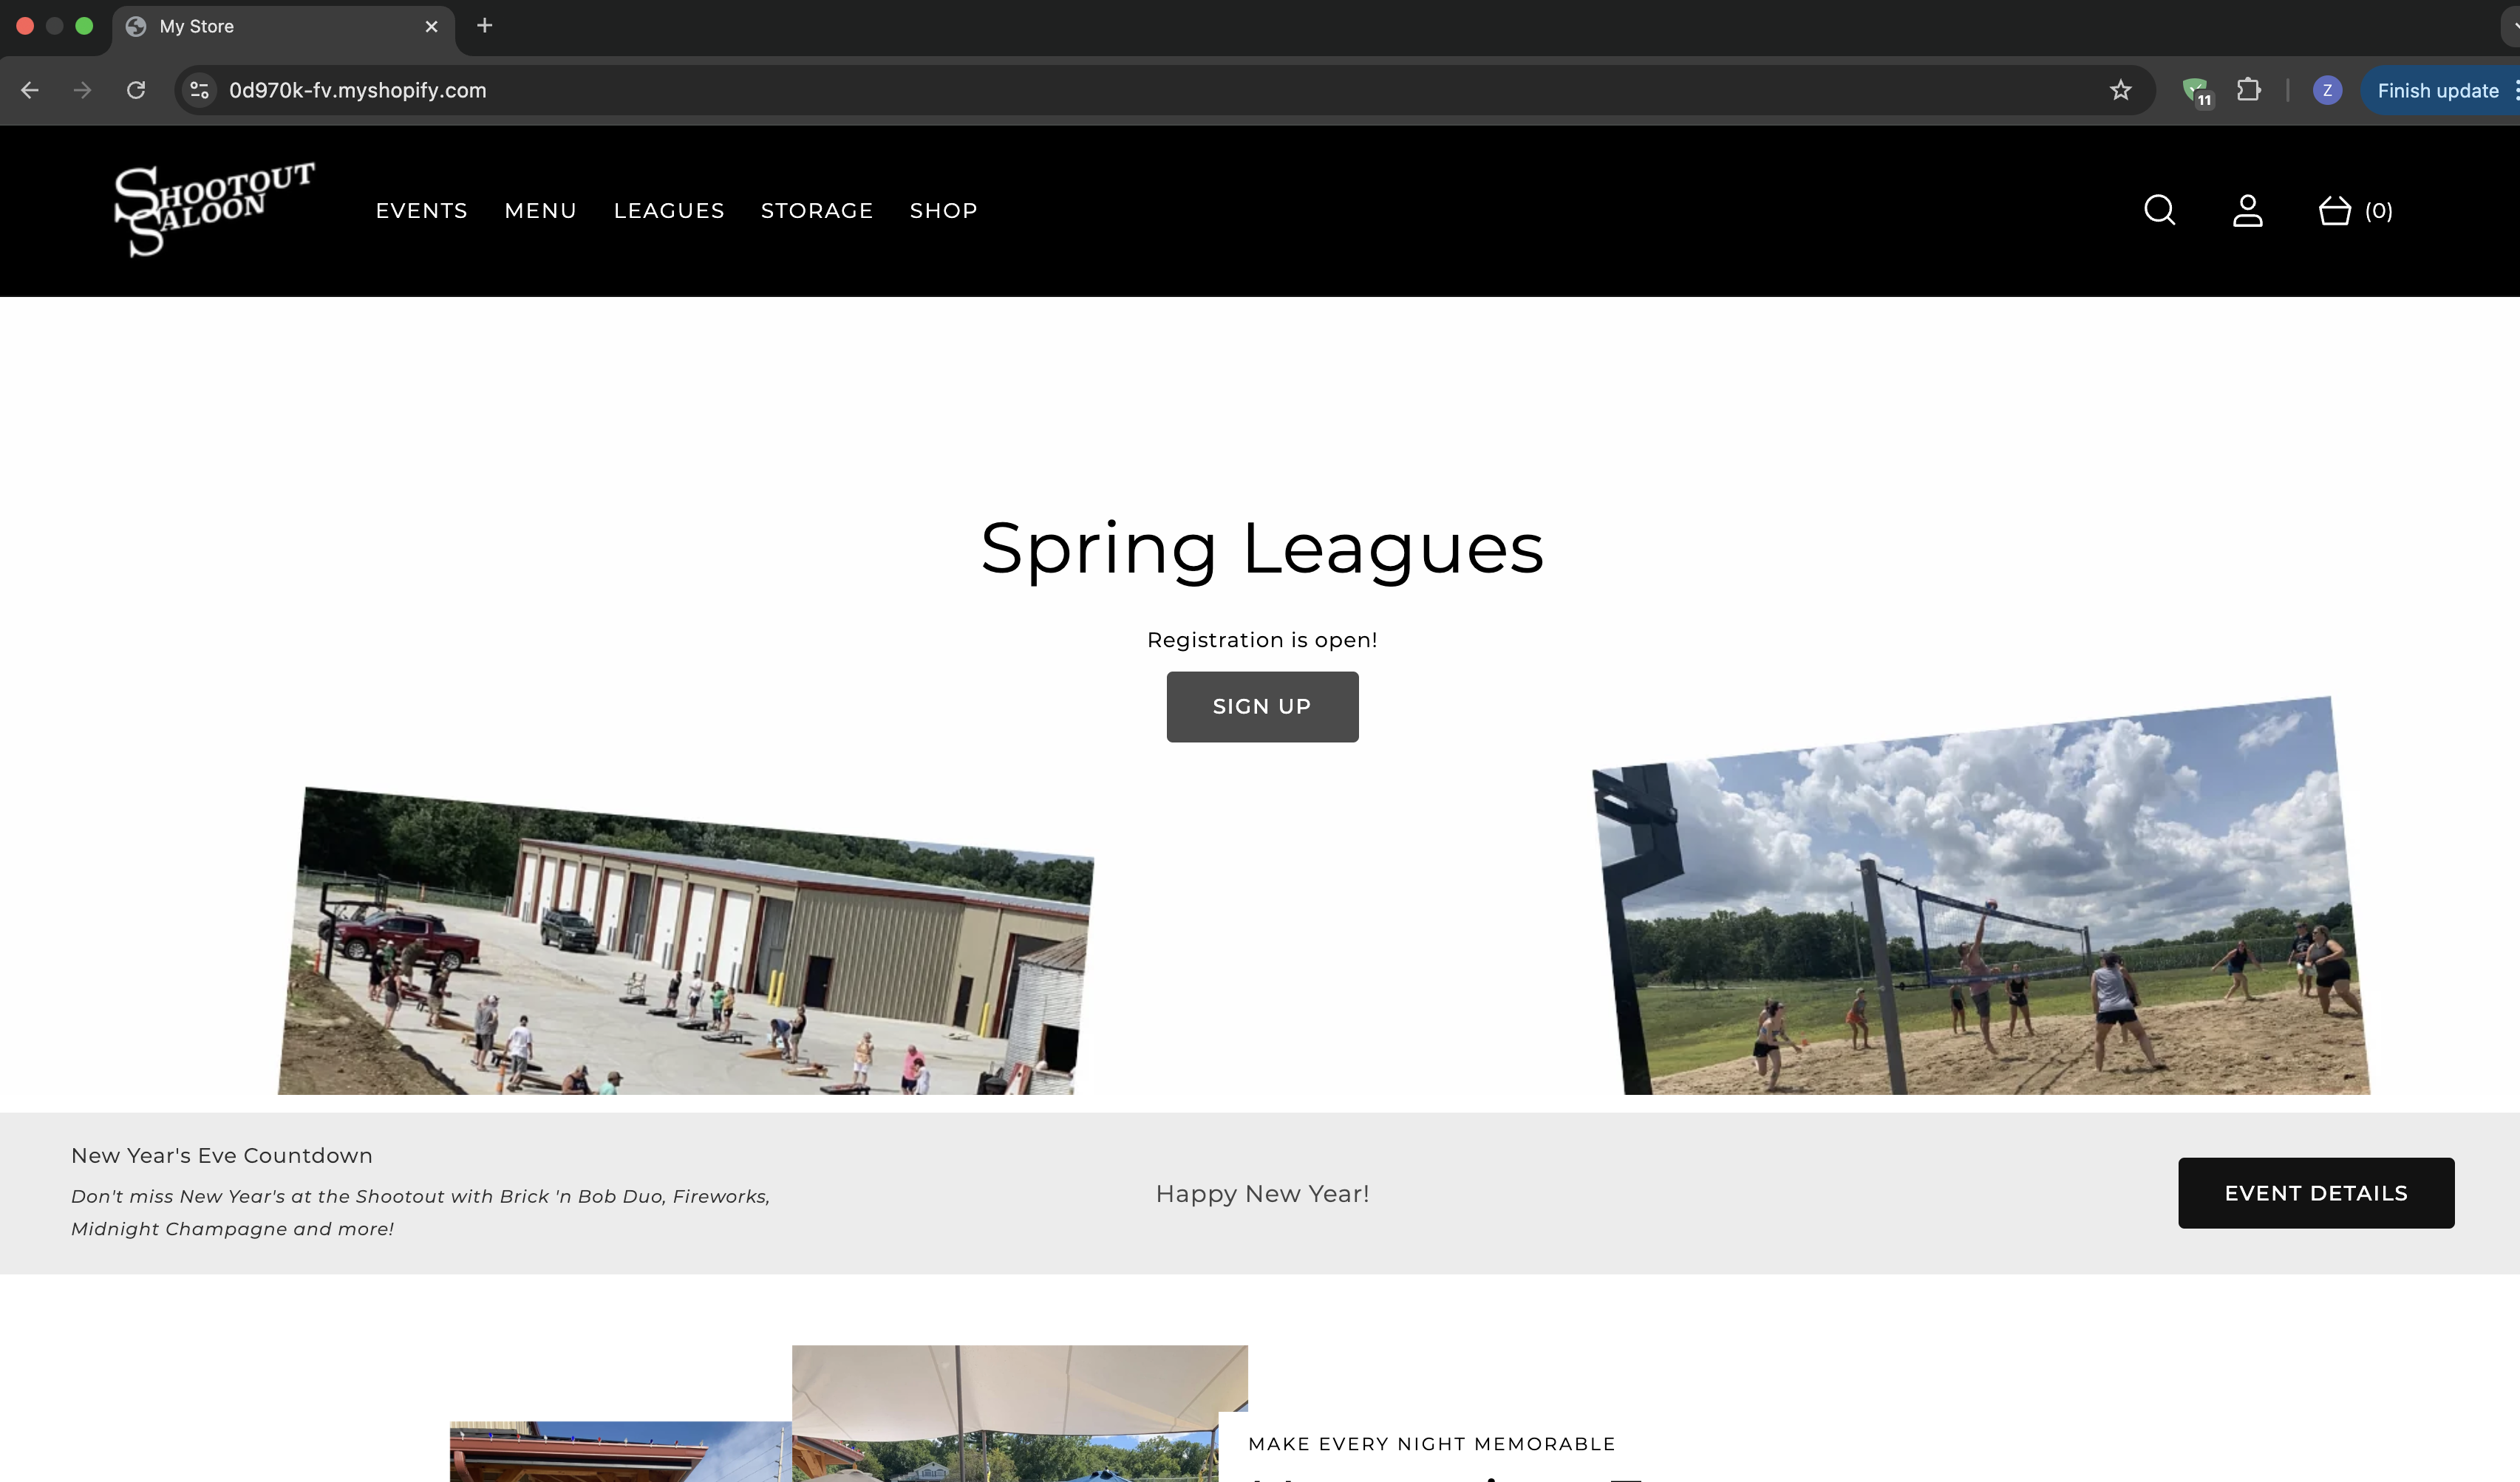 My Store
0d970k-fv.myshopify.com
11
Z
Finish update
SHOOTOUT
SALOON
EVENTS MENU LEAGUES STORAGE SHOP
(0)
Spring Leagues
Registration is open!
SIGN UP
New Year's Eve Countdown
Don't miss New Year's at the Shootout with Brick 'n Bob Duo, Fireworks,
Midnight Champagne and more!
Happy New Year!
EVENT DETAILS
MAKE EVERY NIGHT MEMORABLE